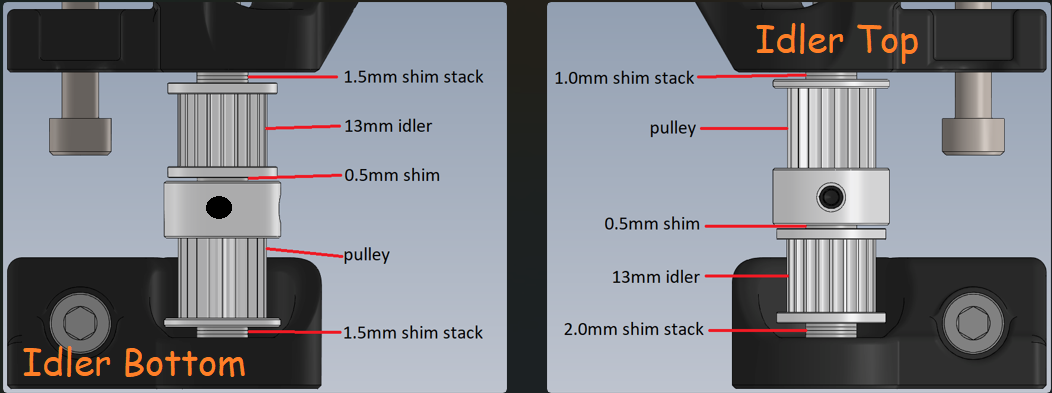 1.5mm shim stack
13mm idler
0.5mm shim
pulley
1.5mm shim stack
Idler Bottom
Idler Top
1.0mm shim stack
pulley
0.5mm shim
13mm idler
2.0mm shim stack